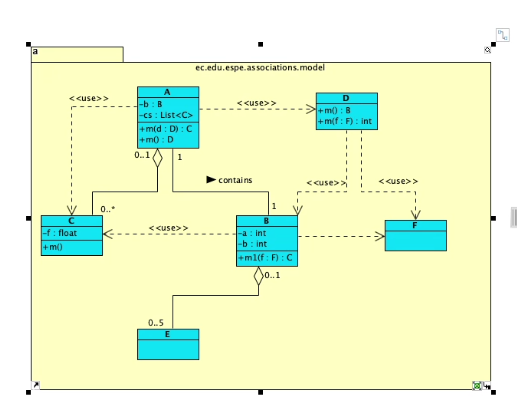 a
ec.edu.espe.associations.model
A
-b : B
-cs : List<C>
+m(d : D) : C
+m() : D
<<use>>
<<use>>
D
+m() : B
+m(f : F) : int
0..1
1
contains
<<use>>
<<use>>
0..*
1
C
-f : float
+m()
<<use>>
B
-a : int
-b : int
+m1(f : F) : C
F
0..1
0..5
E